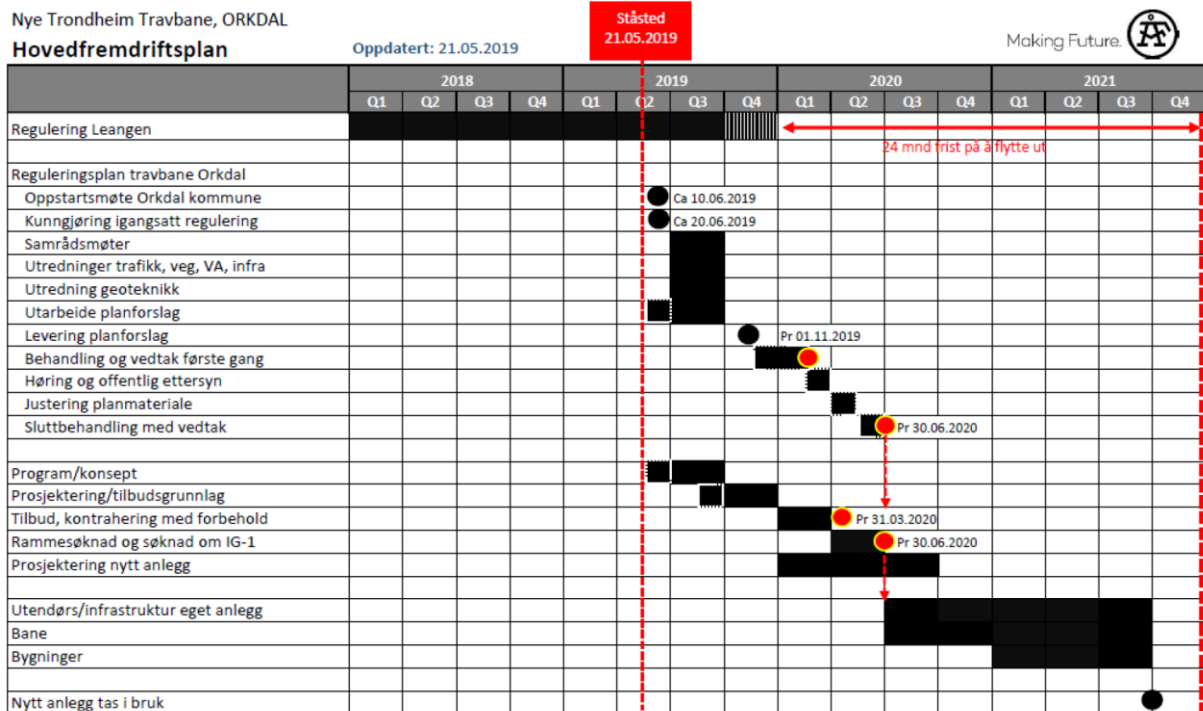 Nye Trondheim Travbane, ORKDAL
Hovedfremdriftsplan
Oppdatert: 21.05.2019
Ståsted
21.05.2019
Making Future.
ÅF
2018 2019 2020 2021
Q1 Q2 Q3 Q4 Q1 Q2 Q3 Q4 Q1 Q2 Q3 Q4 Q1 Q2 Q3 Q4
Regulering Leangen
24 mnd frist på å flytte ut
Reguleringsplan travbane Orkdal
Oppstartsmøte Orkdal kommune Ca 10.06.2019
Kunngjøring igangsatt regulering Ca 20.06.2019
Samrådsmøter
Utredninger trafikk, veg, VA, infra
Utredning geoteknikk
Utarbeide planforslag
Levering planforslag Pr 01.11.2019
Behandling og vedtak første gang
Høring og offentlig ettersyn
Justering planmateriale
Sluttbehandling med vedtak Pr 30.06.2020
Program/konsept
Prosjektering/tilbudsgrunnlag
Tilbud, kontrahering med forbehold Pr 31.03.2020
Rammesøknad og søknad om IG-1 Pr 30.06.2020
Prosjektering nytt anlegg
Utendørs/infrastruktur eget anlegg
Bane
Bygninger
Nytt anlegg tas i bruk